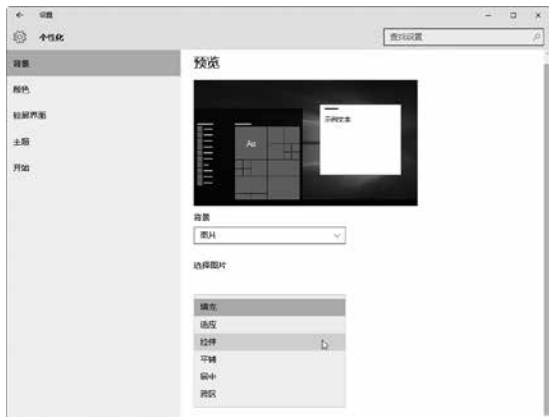 设置
个性化
查找设置
背景
颜色
锁屏界面
主题
开始
预览
示例文本
Aa
背景
图片
选择图片
填充
适应
拉伸
平铺
居中
跨区